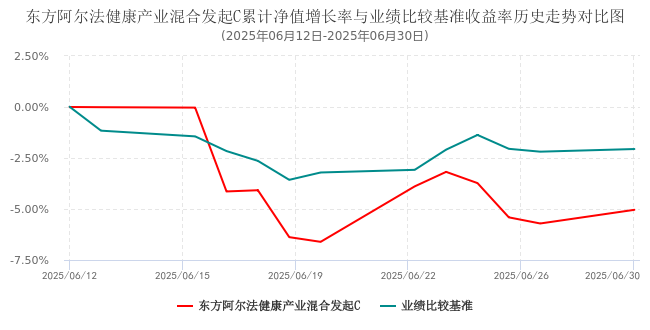 东方阿尔法健康产业混合发起C累计净值增长率与业绩比较基准收益率历史走势对比图
(2025年06月12日-2025年06月30日)
2.50%
0.00%
-2.50%
-5.00%
-7.50%
2025/06/12 2025/06/15 2025/06/19 2025/06/22 2025/06/26 2025/06/30
东方阿尔法健康产业混合发起C 业绩比较基准